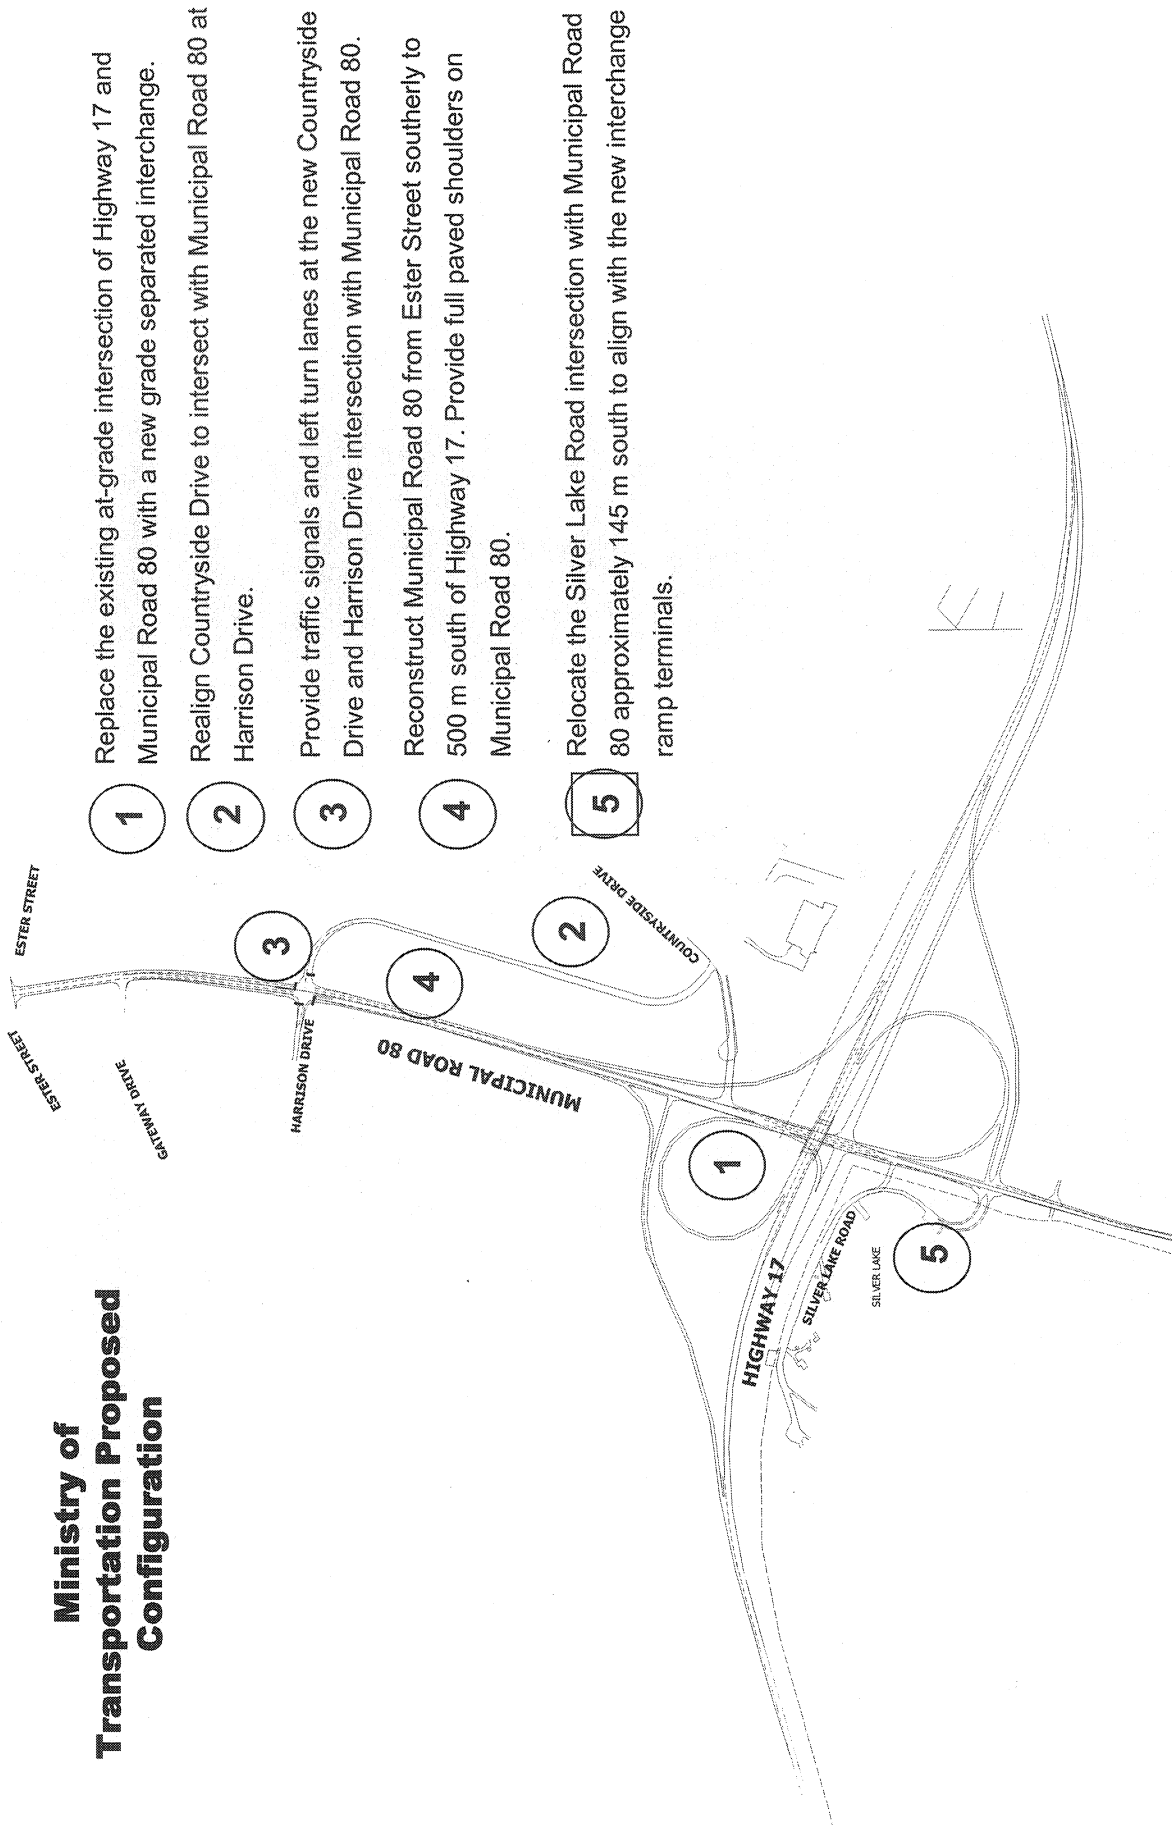 Ministry of
Transportation Proposed
Configuration
1
Replace the existing at-grade intersection of Highway 17 and
Municipal Road 80 with a new grade separated interchange.
2
Realign Countryside Drive to intersect with Municipal Road 80 at
Harrison Drive.
3
Provide traffic signals and left turn lanes at the new Countryside
Drive and Harrison Drive intersection with Municipal Road 80.
4
Reconstruct Municipal Road 80 from Ester Street southerly to
500 m south of Highway 17. Provide full paved shoulders on
Municipal Road 80.
5
Relocate the Silver Lake Road intersection with Municipal Road
80 approximately 145 m south to align with the new interchange
ramp terminals.
ESTER STREET
ESTER STREET
GATEWAY DRIVE
HARRISON DRIVE
3
4
MUNICIPAL ROAD 80
2
COUNTRYSIDE DRIVE
1
HIGHWAY 17
SILVER LAKE ROAD
SILVER LAKE
5